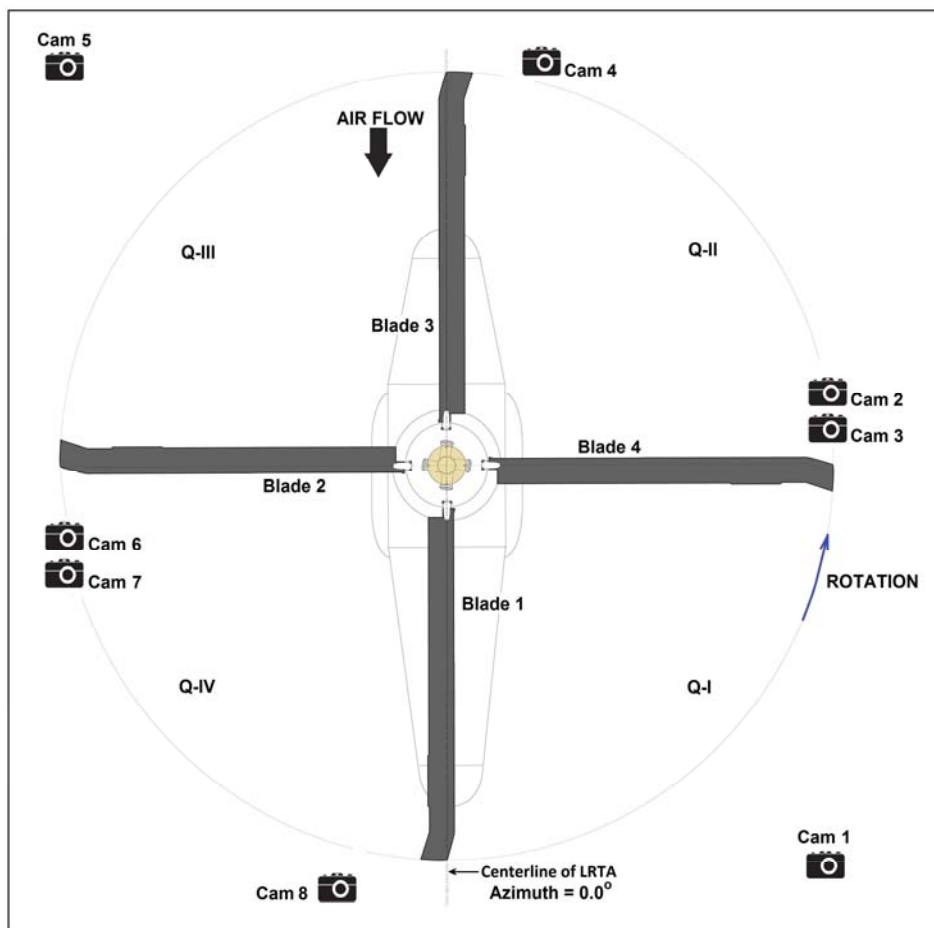 Cam 5
Cam 4
AIR FLOW
Q-III
Q-II
Blade 3
Cam 2
Cam 3
Blade 4
Blade 2
Cam 6
Cam 7
ROTATION
Blade 1
Q-IV
Q-I
Cam 1
Centerline of LRTA
Azimuth = 0.0°
Cam 8